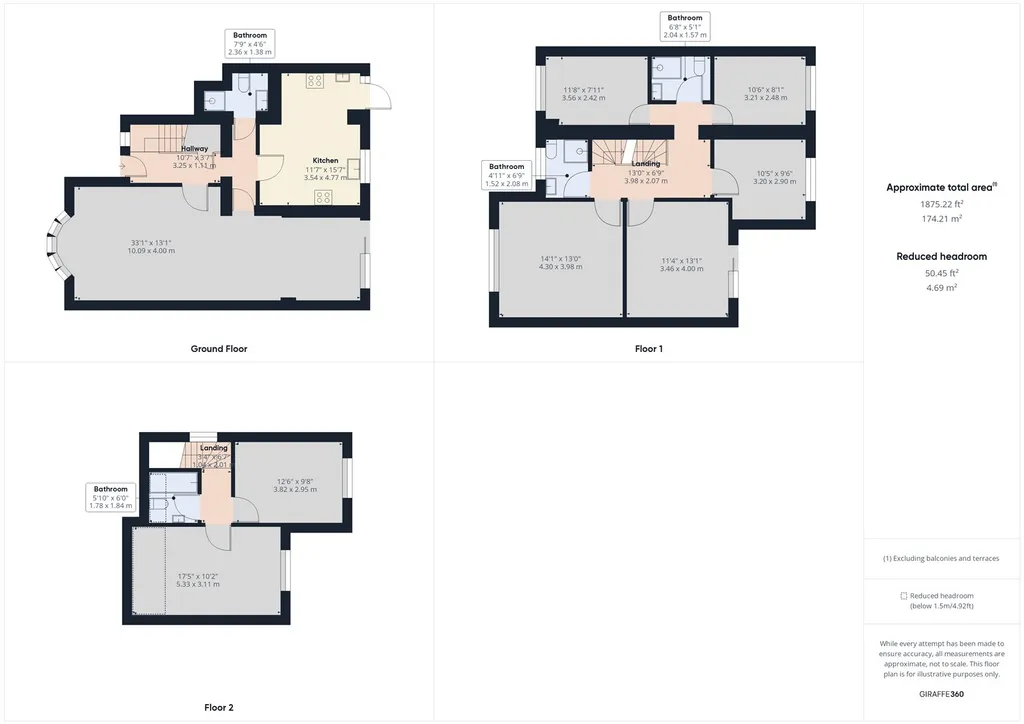 Bathroom
7'9" x 4'6"
2.36 x 1.38 m
Hallway
10'7" x 3'7"
3.25 x 1.11 m
Kitchen
11'7" x 15'7"
3.54 x 4.77 m
33'1" x 13'1"
10.09 x 4.00 m
Ground Floor
Bathroom
6'8" x 5'1"
2.04 x 1.57 m
11'8" x 7'11"
3.56 x 2.42 m
10'6" x 8'1"
3.21 x 2.48 m
Bathroom
4'11" x 6'9"
1.52 x 2.08 m
Landing
13'0" x 6'9"
3.98 x 2.07 m
10'5" x 9'6"
3.20 x 2.90 m
14'1" x 13'0"
4.30 x 3.98 m
11'4" x 13'1"
3.46 x 4.00 m
Floor 1
Landing
3'4" x 6'7"
1.04 x 2.01 m
Bathroom
5'10" x 6'0"
1.78 x 1.84 m
12'6" x 9'8"
3.82 x 2.95 m
17'5" x 10'2"
5.33 x 3.11 m
Floor 2
Approximate total area(1)
1875.22 ft²
174.21 m²
Reduced headroom
50.45 ft²
4.69 m²
(1) Excluding balconies and terraces
Reduced headroom
(below 1.5m/4.92ft)
While every attempt has been made to
ensure accuracy, all measurements are
approximate, not to scale. This floor
plan is for illustrative purposes only.
GIRAFFE360